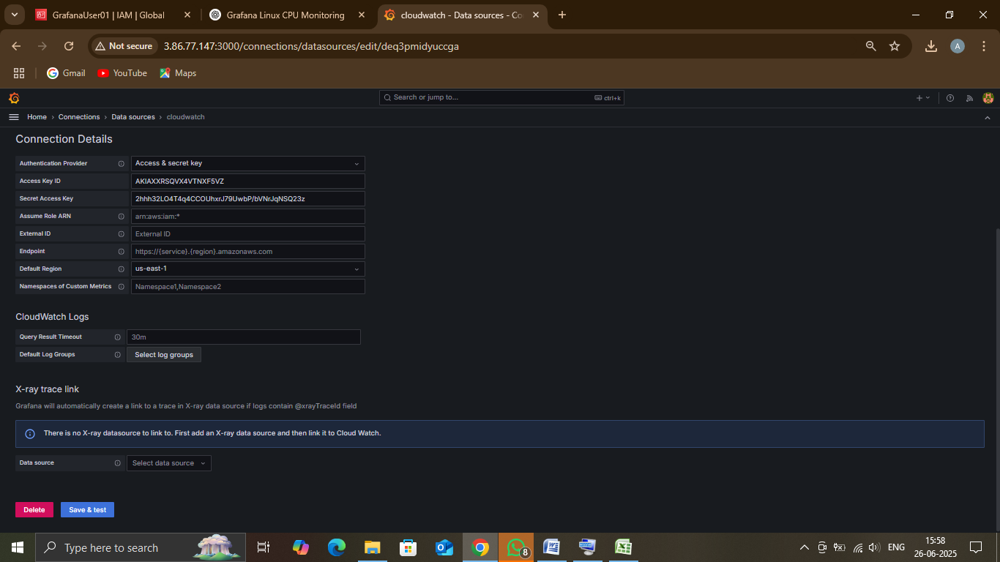 GrafanaUser01 | IAM | Global
Grafana Linux CPU Monitoring
cloudwatch - Data sources - Co
Not secure
3.86.77.147:3000/connections/datasources/edit/deq3pmidyuccga
A
Gmail
YouTube
Maps
Search or jump to...
ctrl+k
Home › Connections › Data sources › cloudwatch
Connection Details
Authentication Provider
Access & secret key
Access Key ID
[REDACTED]
Secret Access Key
[REDACTED]
Assume Role ARN
arn:aws:iam:*
External ID
External ID
Endpoint
https://{service}.{region}.amazonaws.com
Default Region
us-east-1
Namespaces of Custom Metrics
Namespace1,Namespace2
CloudWatch Logs
Query Result Timeout
30m
Default Log Groups
Select log groups
X-ray trace link
Grafana will automatically create a link to a trace in X-ray data source if logs contain @xrayTraceId field
There is no X-ray datasource to link to. First add an X-ray data source and then link it to Cloud Watch.
Data source
Select data source
Delete
Save & test
Type here to search
8
ENG
15:58
26-06-2025